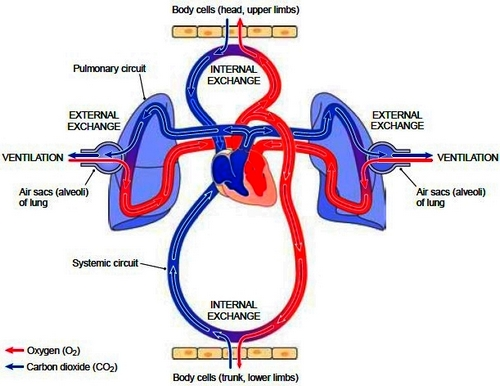 Body cells (head, upper limbs)
INTERNAL
EXCHANGE
Pulmonary circuit
EXTERNAL
EXCHANGE
EXTERNAL
EXCHANGE
VENTILATION
VENTILATION
Air sacs (alveoli)
of lung
Air sacs (alveoli)
of lung
Systemic circuit
INTERNAL
EXCHANGE
Oxygen (O₂)
Carbon dioxide (CO₂)
Body cells (trunk, lower limbs)